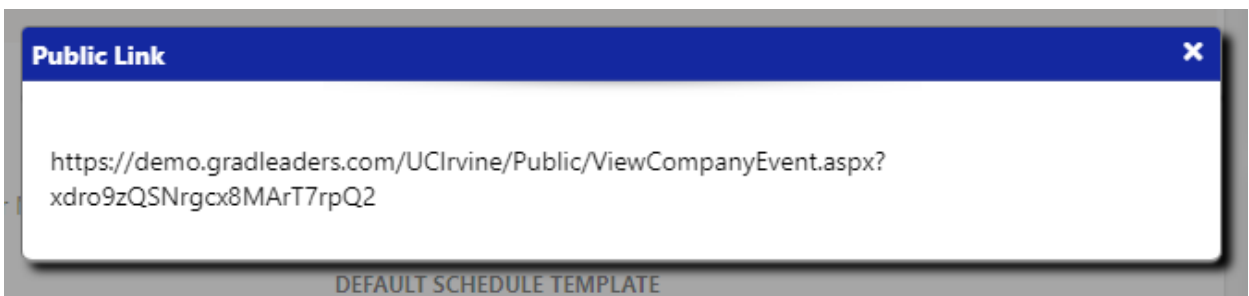 Public Link
https://demo.gradleaders.com/UCIrvine/Public/ViewCompanyEvent.aspx?
xdro9zQSNrgcx8MArT7rpQ2
DEFAULT SCHEDULE TEMPLATE